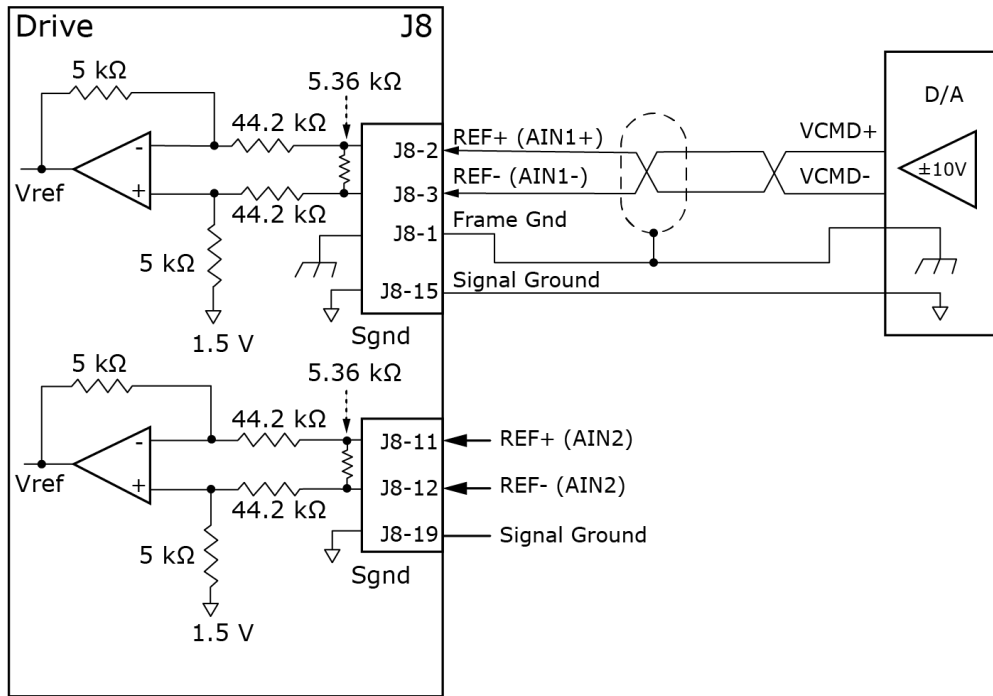 Drive
J8
5 kΩ
5.36 kΩ
44.2 kΩ
-
+
Vref
44.2 kΩ
5 kΩ
1.5 V
J8-2
J8-3
J8-1
J8-15
Sgnd
REF+ (AIN1+)
REF- (AIN1-)
Frame Gnd
Signal Ground
VCMD+
VCMD-
D/A
±10V
5 kΩ
5.36 kΩ
44.2 kΩ
-
+
Vref
44.2 kΩ
5 kΩ
1.5 V
J8-11
J8-12
J8-19
Sgnd
REF+ (AIN2)
REF- (AIN2)
Signal Ground